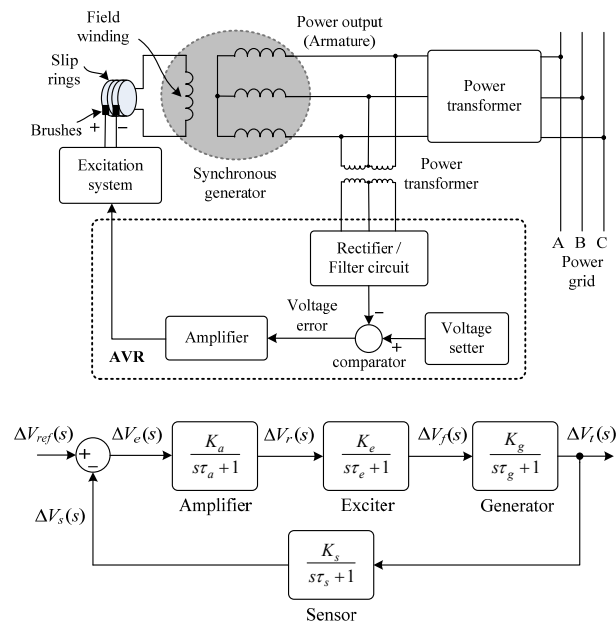 Field
winding
Power output
(Armature)
Slip
rings
Brushes
+
−
Power
transformer
Excitation
system
Synchronous
generator
Power
transformer
A B C
Power
grid
Rectifier /
Filter circuit
−
Voltage
error
Amplifier
AVR
comparator
+
Voltage
setter
ΔV_ref(s)
+
−
ΔV_e(s)
K_a
sτ_a + 1
Amplifier
ΔV_r(s)
K_e
sτ_e + 1
Exciter
ΔV_f(s)
K_g
sτ_g + 1
Generator
ΔV_t(s)
ΔV_s(s)
K_s
sτ_s + 1
Sensor